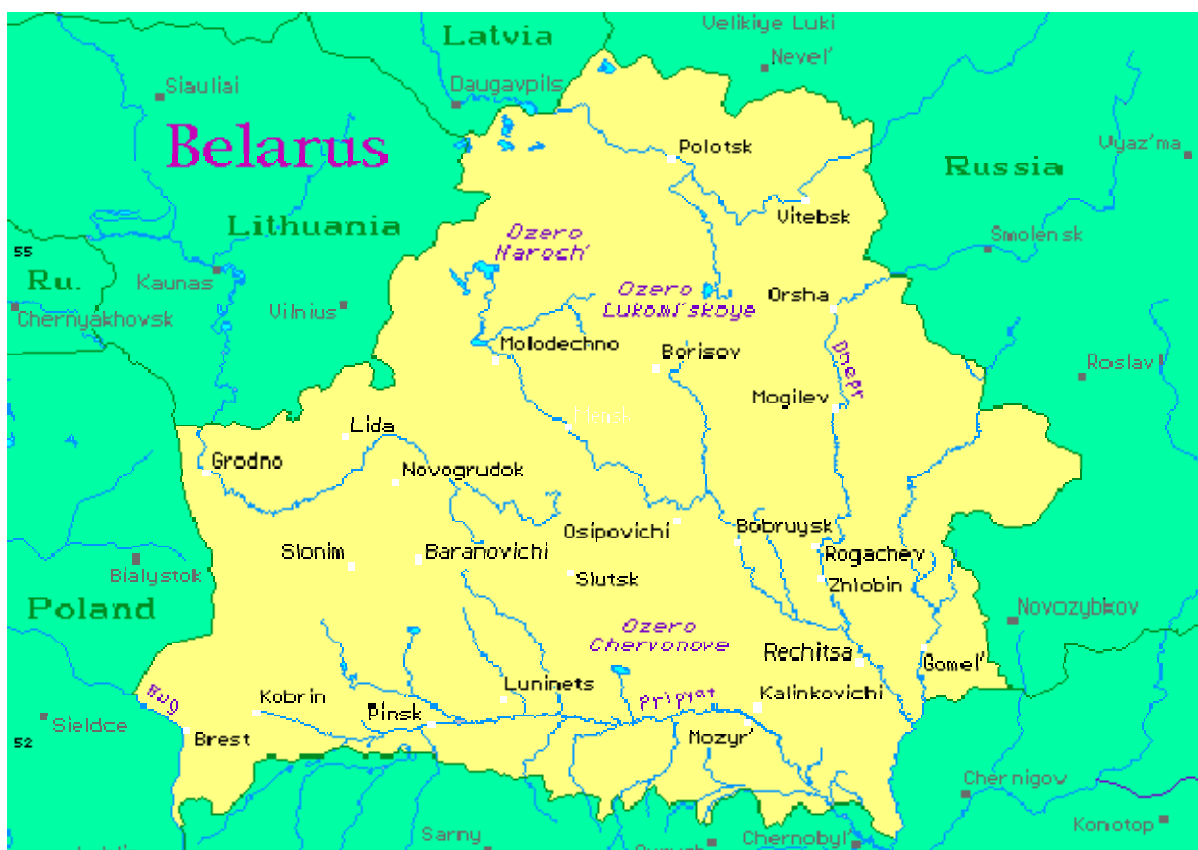 Velikiye Luki
Latvia
Nevel'
Siauliai
Daugavpils
Belarus
Polotsk
Vyaz'ma
Russia
Vitebsk
Lithuania
Ozero
Naroch'
Smolensk
55
Ru.
Kaunas
Ozero
Lukoml'skoye
Orsha
Chernyakhovsk
Vilnius
Molodechno
Borisov
Dnepr
Roslavl
Mogilev
Lida
Mensk
Grodno
Novogrudok
Osipovichi
Bobruysk
Slonim
Baranovichi
Rogachev
Bialystok
Slutsk
Zhlobin
Poland
Novozybkov
Ozero
Chervonoye
Rechitsa
Gomel'
Bug
Kobrin
Luninets
Pripyat
Kalinkovichi
Pinsk
Sieldce
Brest
Mozyr'
52
Chernigov
Sarny
Chernobyl'
Konotop